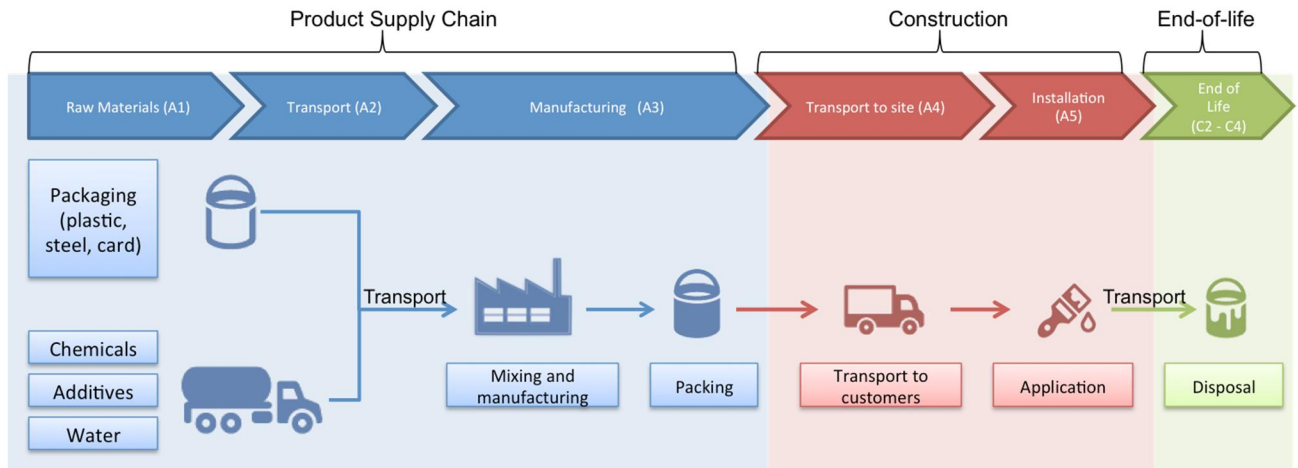 Product Supply Chain
Construction
End-of-life
Raw Materials (A1)
Transport (A2)
Manufacturing (A3)
Transport to site (A4)
Installation
(A5)
End of
Life
(C2 - C4)
Packaging
(plastic,
steel, card)
Transport
Transport
Chemicals
Additives
Water
Mixing and
manufacturing
Packing
Transport to
customers
Application
Disposal